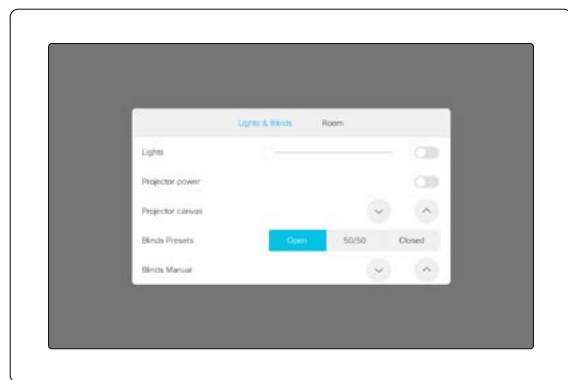 Lights & Blinds Room
Lights
Projector power
Projector canvas
Blinds Presets Open 50/50 Closed
Blinds Manual